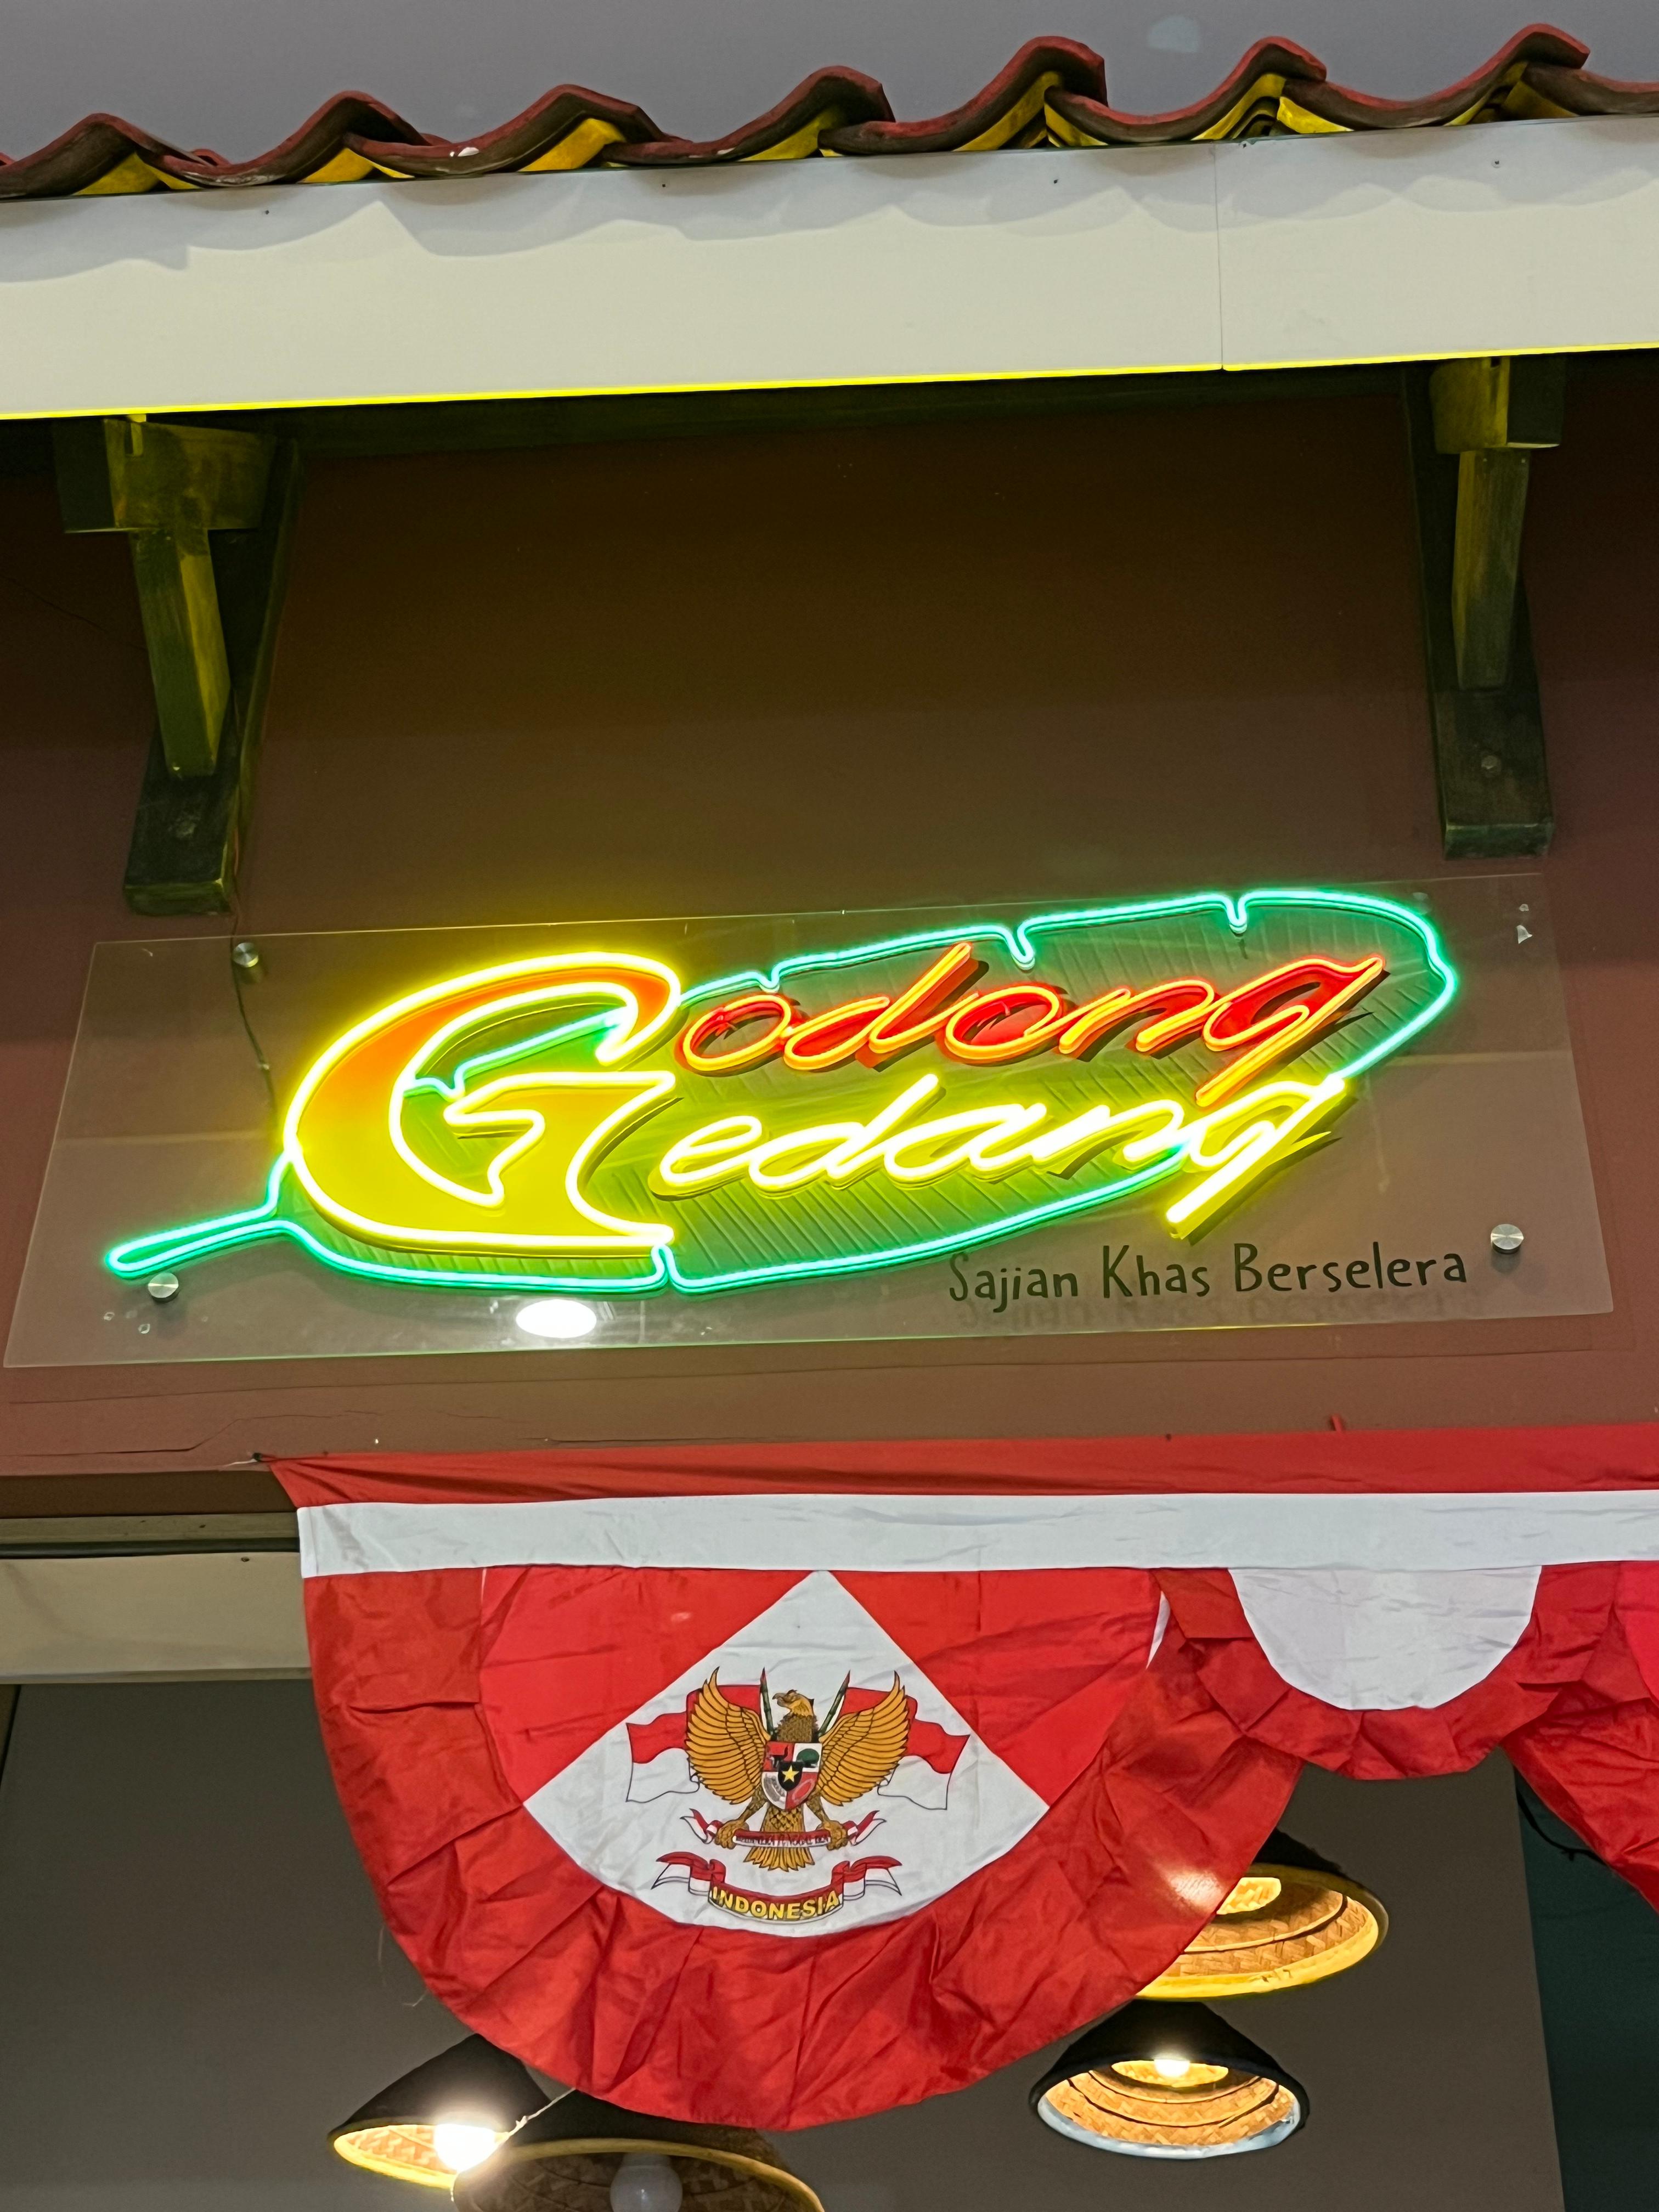 Godong
Gedang
Sajian Khas Berselera
INDONESIA